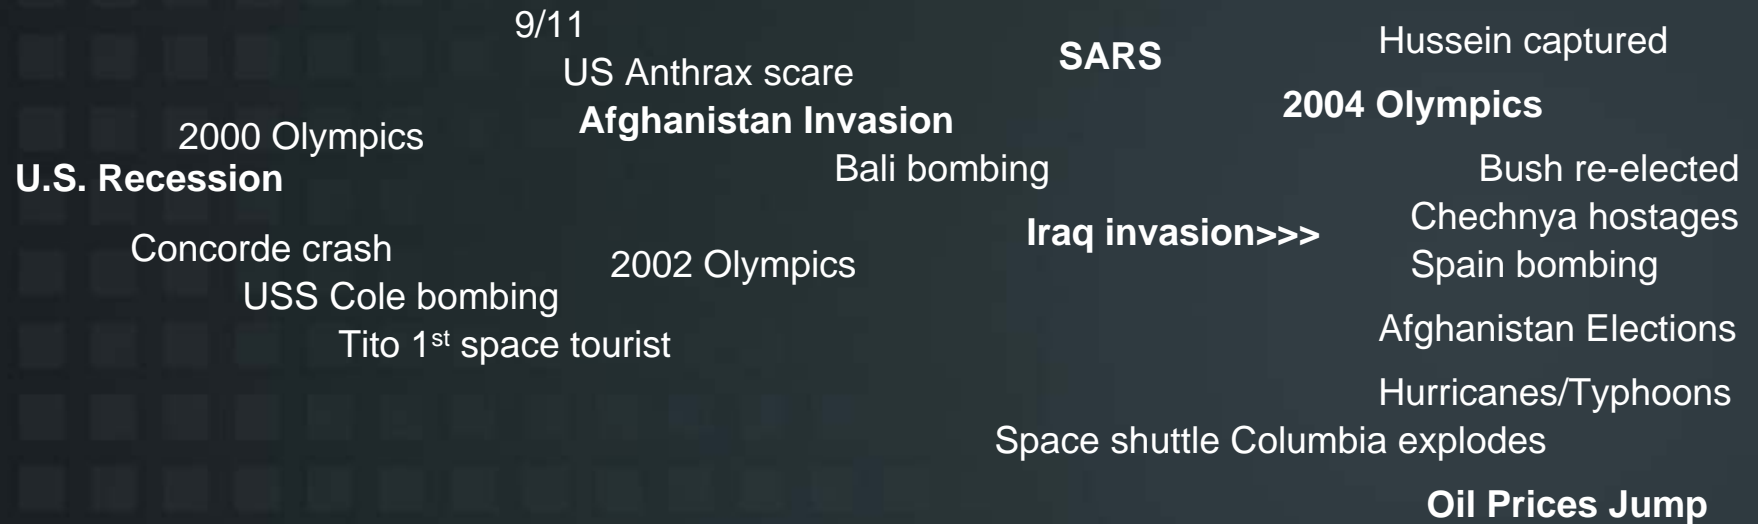 9/11
SARS
Hussein captured
US Anthrax scare
2004 Olympics
Afghanistan Invasion
2000 Olympics
Bali bombing
Bush re-elected
U.S. Recession
Chechnya hostages
Iraq invasion>>>
Concorde crash
2002 Olympics
Spain bombing
USS Cole bombing
Afghanistan Elections
Tito 1st space tourist
Hurricanes/Typhoons
Space shuttle Columbia explodes
Oil Prices Jump